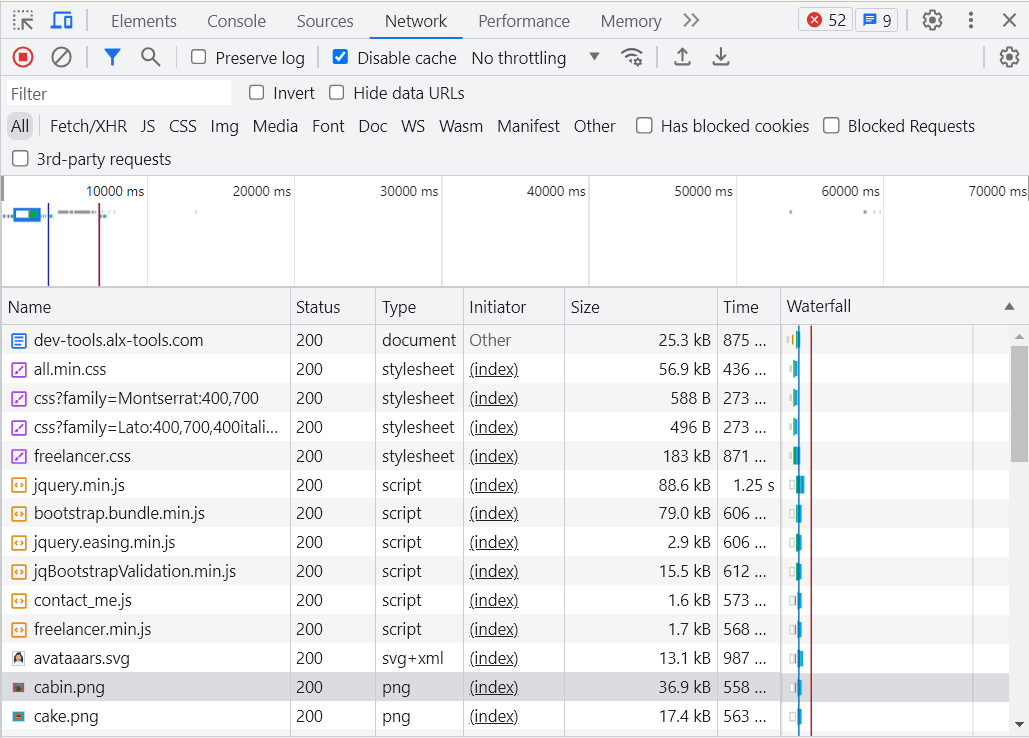 Elements Console Sources Network Performance Memory 52 9
Preserve log Disable cache No throttling
Filter Invert Hide data URLs
All Fetch/XHR JS CSS Img Media Font Doc WS Wasm Manifest Other Has blocked cookies Blocked Requests
3rd-party requests
10000 ms 20000 ms 30000 ms 40000 ms 50000 ms 60000 ms 70000 ms
Name Status Type Initiator Size Time Waterfall
dev-tools.alx-tools.com 200 document Other 25.3 kB 875 ...
all.min.css 200 stylesheet (index) 56.9 kB 436 ...
css?family=Montserrat:400,700 200 stylesheet (index) 588 B 273 ...
css?family=Lato:400,700,400itali... 200 stylesheet (index) 496 B 273 ...
freelancer.css 200 stylesheet (index) 183 kB 871 ...
jquery.min.js 200 script (index) 88.6 kB 1.25 s
bootstrap.bundle.min.js 200 script (index) 79.0 kB 606 ...
jquery.easing.min.js 200 script (index) 2.9 kB 606 ...
jqBootstrapValidation.min.js 200 script (index) 15.5 kB 612 ...
contact_me.js 200 script (index) 1.6 kB 573 ...
freelancer.min.js 200 script (index) 1.7 kB 568 ...
avataaars.svg 200 svg+xml (index) 13.1 kB 987 ...
cabin.png 200 png (index) 36.9 kB 558 ...
cake.png 200 png (index) 17.4 kB 563 ...